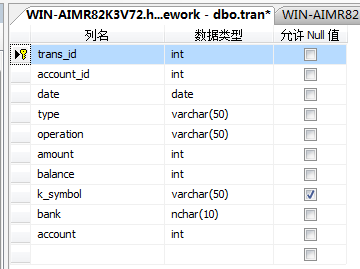 WIN-AIMR82K3V72.h...ework - dbo.tran* WIN-AIMR82
列名 数据类型 允许 Null 值
trans_id int
account_id int
date date
type varchar(50)
operation varchar(50)
amount int
balance int
k_symbol varchar(50)
bank nchar(10)
account int